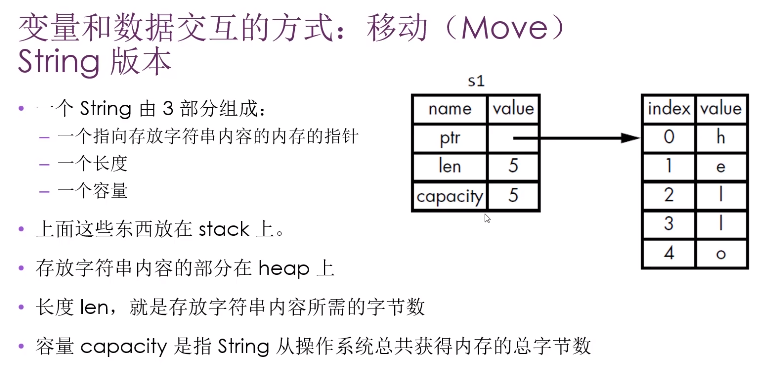 变量和数据交互的方式：移动（Move）
String 版本
• 一个 String 由 3 部分组成：
– 一个指向存放字符串内容的内存的指针
– 一个长度
– 一个容量
• 上面这些东西放在 stack 上。
• 存放字符串内容的部分在 heap 上
• 长度 len，就是存放字符串内容所需的字节数
• 容量 capacity 是指 String 从操作系统总共获得内存的总字节数
s1
name value
ptr
len 5
capacity 5
index value
0 h
1 e
2 l
3 l
4 o